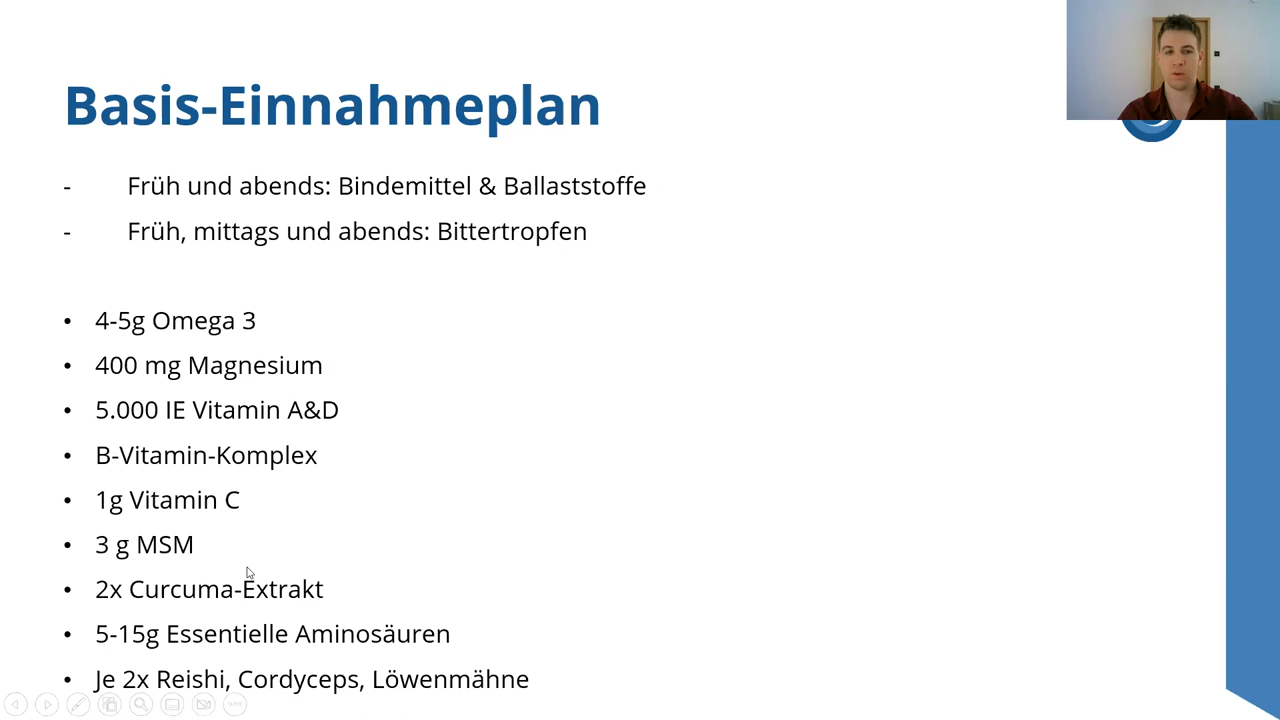 Basis-Einnahmeplan
- Früh und abends: Bindemittel & Ballaststoffe
- Früh, mittags und abends: Bittertropfen
• 4-5g Omega 3
• 400 mg Magnesium
• 5.000 IE Vitamin A&D
• B-Vitamin-Komplex
• 1g Vitamin C
• 3 g MSM
• 2x Curcuma-Extrakt
• 5-15g Essentielle Aminosäuren
• Je 2x Reishi, Cordyceps, Löwenmähne